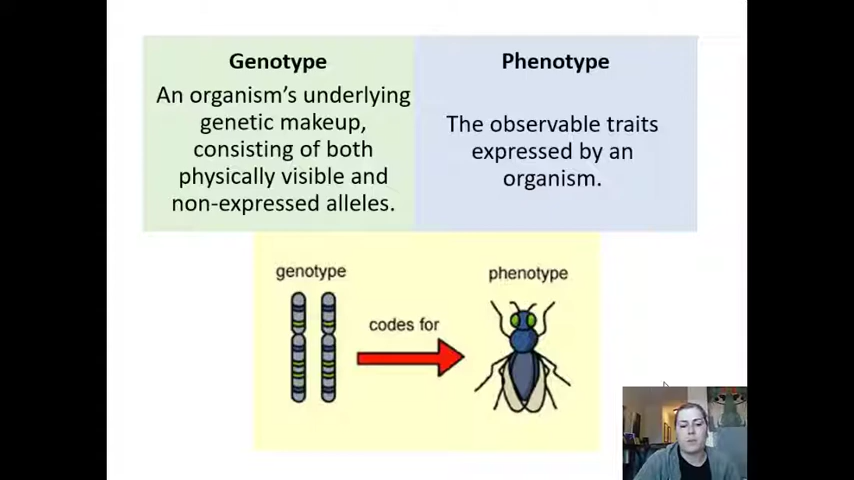 Genotype
An organism's underlying
genetic makeup,
consisting of both
physically visible and
non-expressed alleles.
Phenotype
The observable traits
expressed by an
organism.
genotype
codes for
phenotype